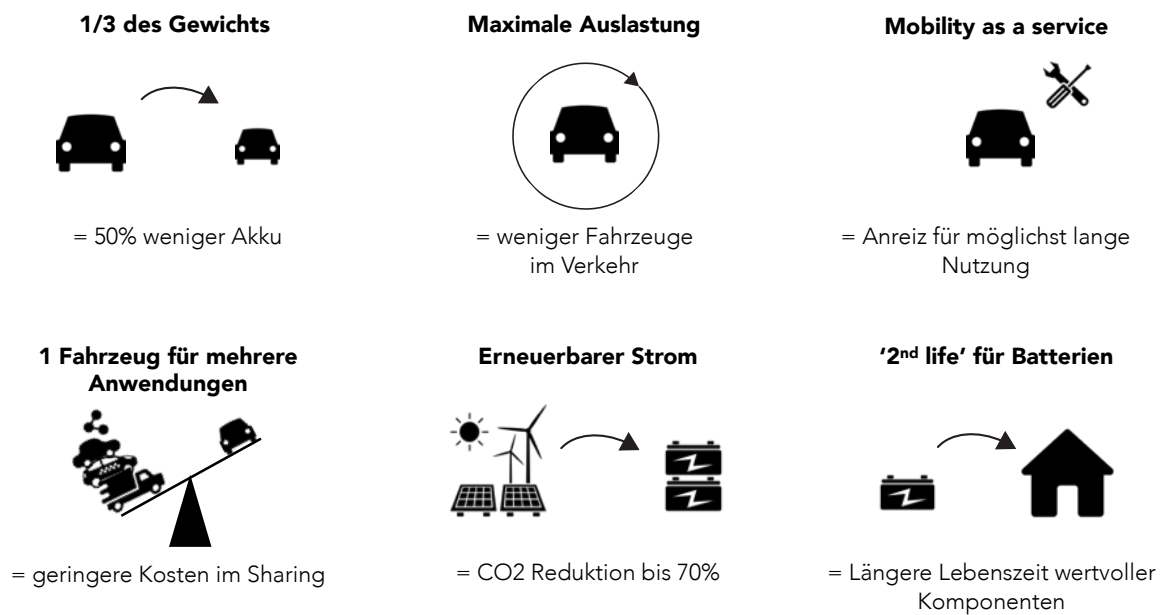 1/3 des Gewichts
= 50% weniger Akku
Maximale Auslastung
= weniger Fahrzeuge
im Verkehr
Mobility as a service
= Anreiz für möglichst lange
Nutzung
1 Fahrzeug für mehrere
Anwendungen
= geringere Kosten im Sharing
Erneuerbarer Strom
= CO2 Reduktion bis 70%
'2nd life' für Batterien
= Längere Lebenszeit wertvoller
Komponenten